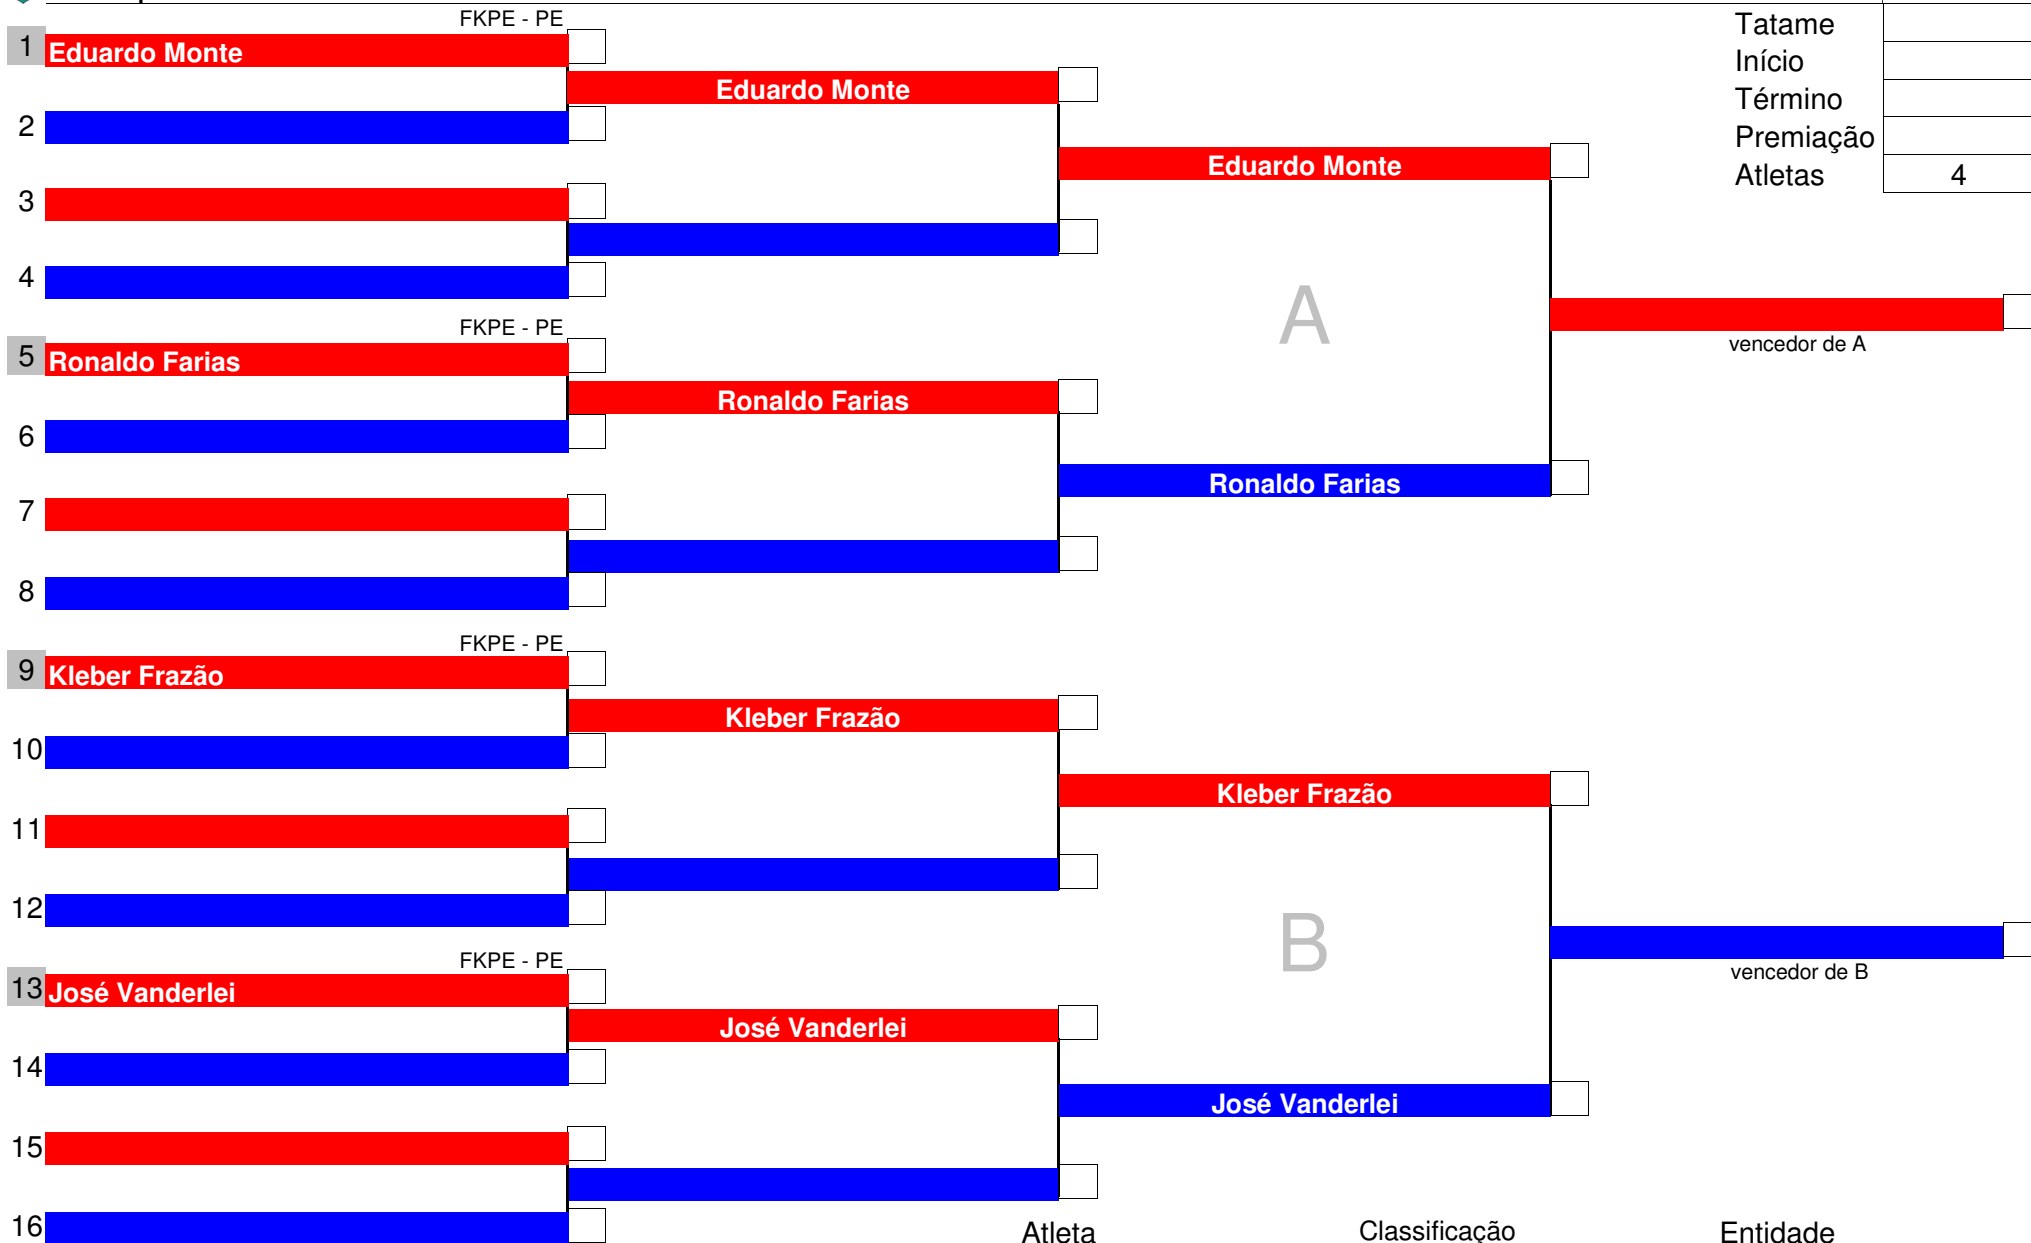 FKPE - PE
1 Eduardo Monte
Eduardo Monte
2
Eduardo Monte
3
4
Tatame
Início
Término
Premiação
Atletas 4
A
vencedor de A
FKPE - PE
5 Ronaldo Farias
Ronaldo Farias
6
Ronaldo Farias
7
8
FKPE - PE
9 Kleber Frazão
Kleber Frazão
10
Kleber Frazão
11
12
B
vencedor de B
FKPE - PE
13 José Vanderlei
José Vanderlei
14
José Vanderlei
15
16
Atleta Classificação Entidade